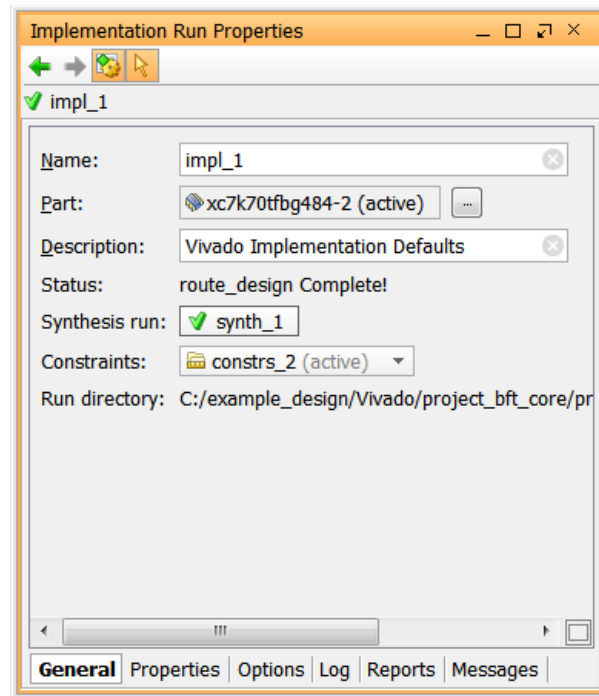 Implementation Run Properties
impl_1
Name: impl_1
Part: xc7k70tfbg484-2 (active) ...
Description: Vivado Implementation Defaults
Status: route_design Complete!
Synthesis run: synth_1
Constraints: constrs_2 (active)
Run directory: C:/example_design/Vivado/project_bft_core/pr
General Properties Options Log Reports Messages